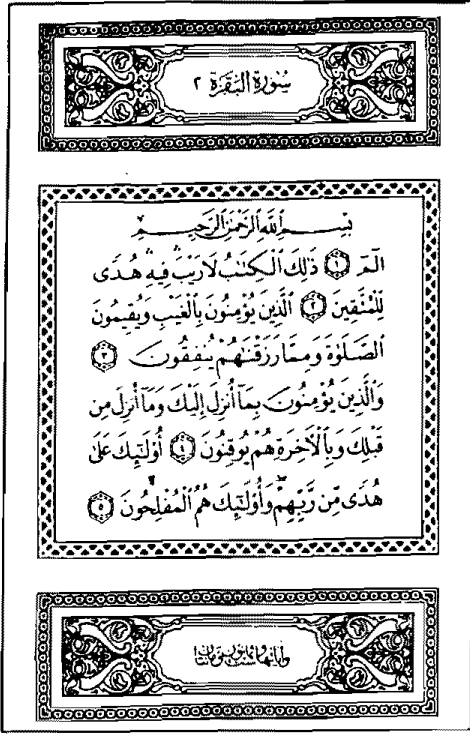 سُورَةُ البَقَرَةِ ٢
بِسْمِ ٱللَّهِ ٱلرَّحْمَٰنِ ٱلرَّحِيمِ
الٓمٓ ١ ذَٰلِكَ ٱلْكِتَٰبُ لَا رَيْبَ ۛ فِيهِ ۛ هُدًى
لِّلْمُتَّقِينَ ٢ ٱلَّذِينَ يُؤْمِنُونَ بِٱلْغَيْبِ وَيُقِيمُونَ
ٱلصَّلَوٰةَ وَمِمَّا رَزَقْنَٰهُمْ يُنفِقُونَ ٣
وَٱلَّذِينَ يُؤْمِنُونَ بِمَآ أُنزِلَ إِلَيْكَ وَمَآ أُنزِلَ مِن
قَبْلِكَ وَبِٱلْءَاخِرَةِ هُمْ يُوقِنُونَ ٤ أُو۟لَٰٓئِكَ عَلَىٰ
هُدًى مِّن رَّبِّهِمْ ۖ وَأُو۟لَٰٓئِكَ هُمُ ٱلْمُفْلِحُونَ ٥